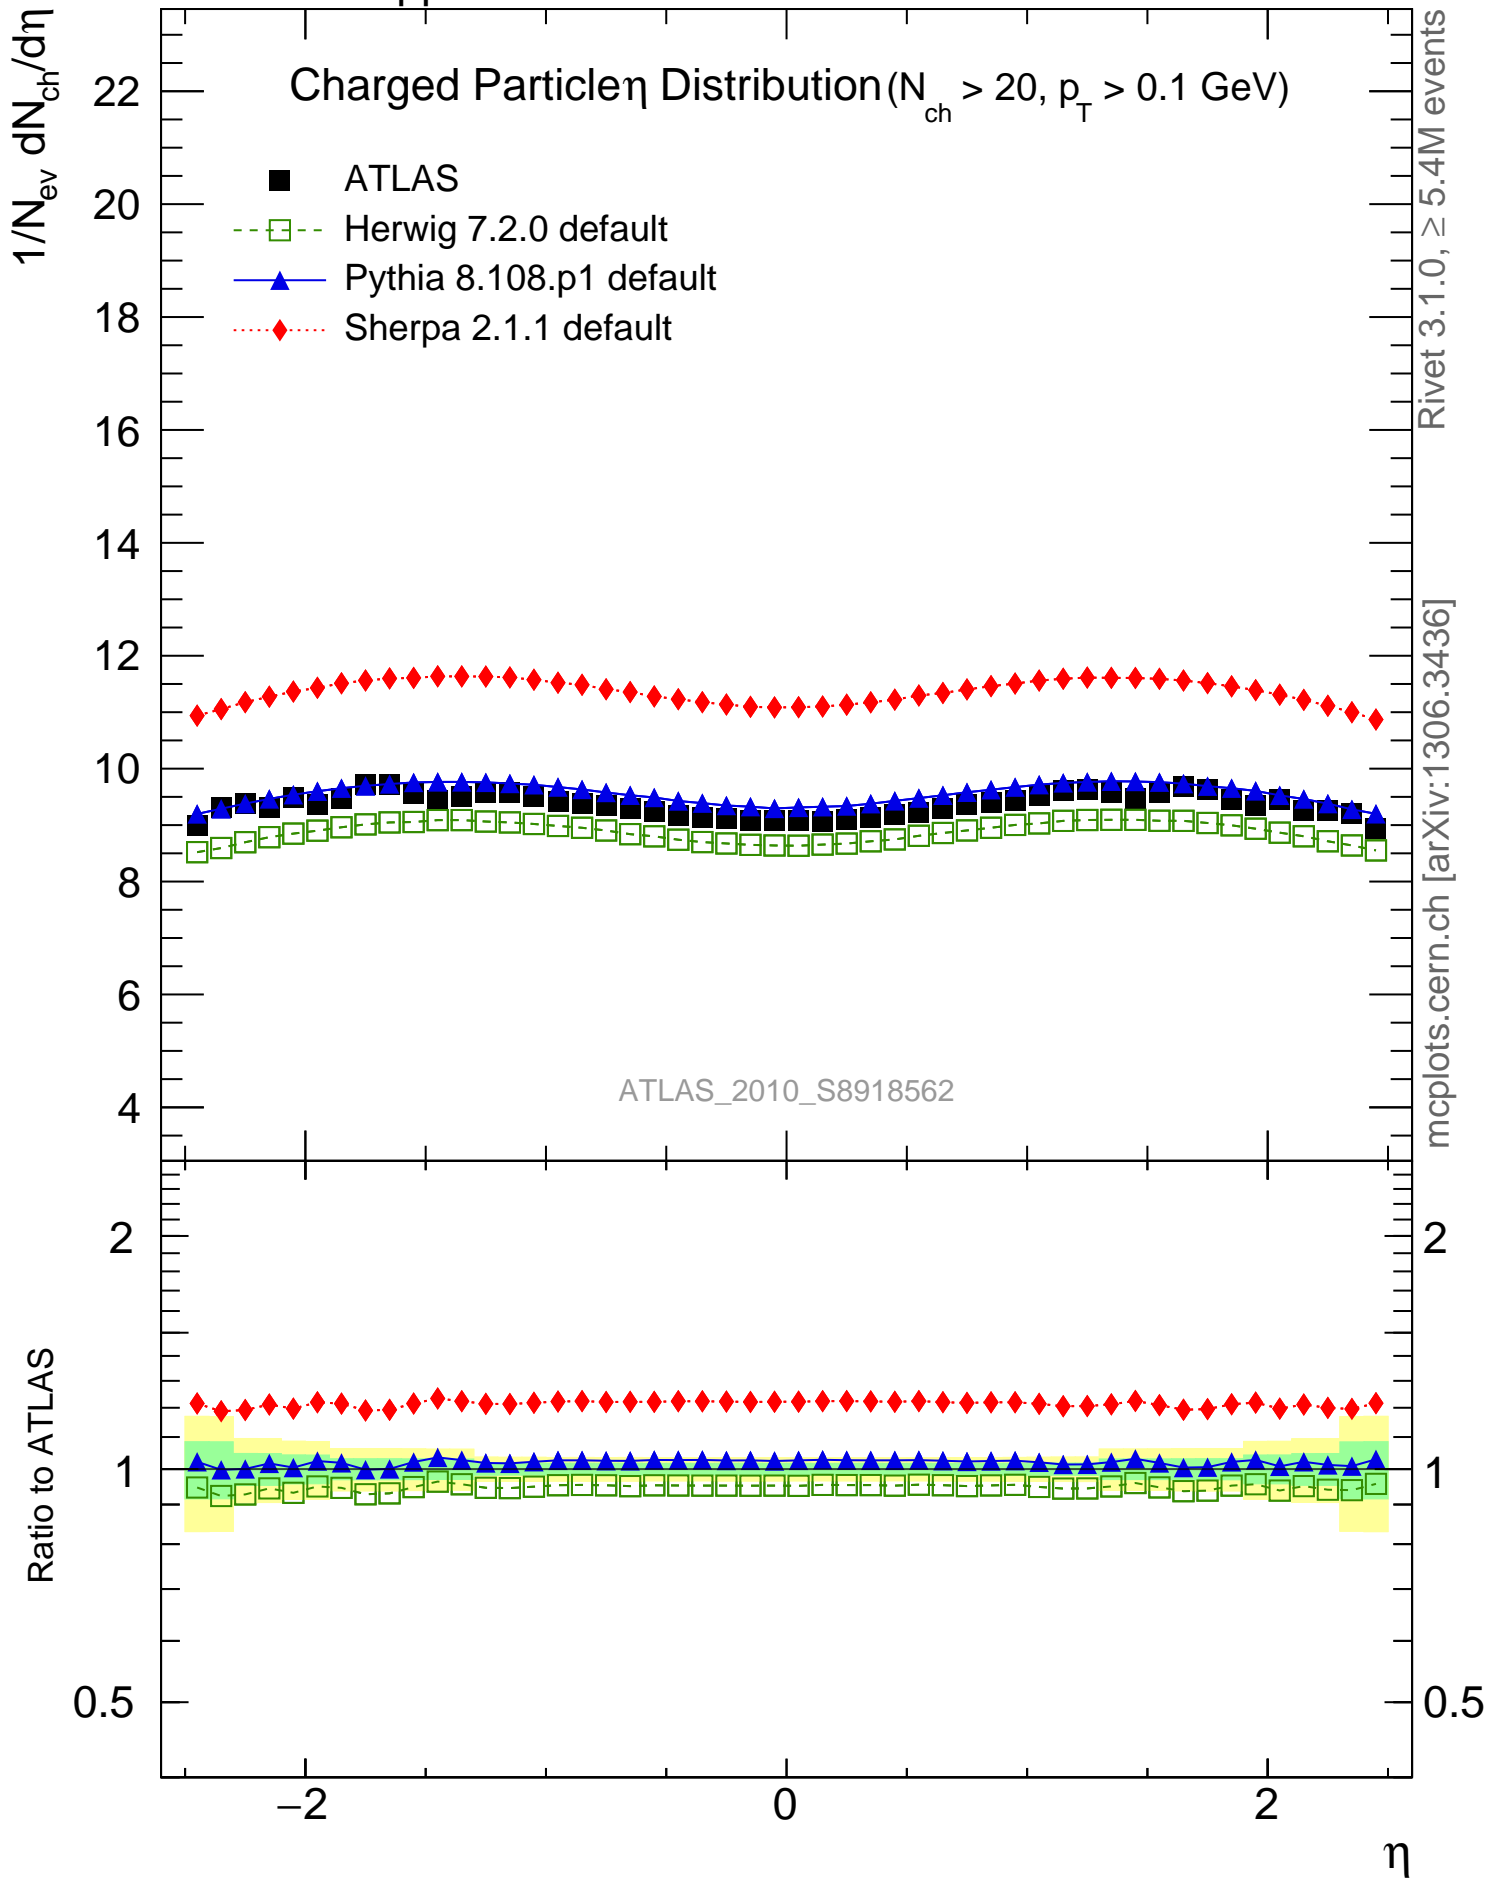 pp
1/N_ev dN_ch/dη
Charged Particleη Distribution (N_ch > 20, p_T > 0.1 GeV)
ATLAS
Herwig 7.2.0 default
Pythia 8.108.p1 default
Sherpa 2.1.1 default
22
20
18
16
14
12
10
8
6
4
ATLAS_2010_S8918562
Rivet 3.1.0, ≥ 5.4M events
mcplots.cern.ch [arXiv:1306.3436]
Ratio to ATLAS
2
1
0.5
2
1
0.5
−2
0
2
η